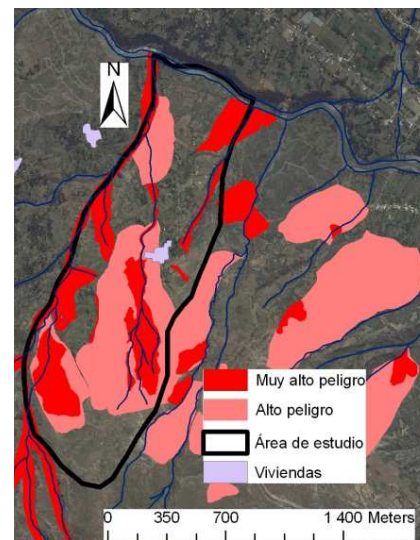 N
Muy alto peligro
Alto peligro
Área de estudio
Viviendas
0 350 700 1 400 Meters